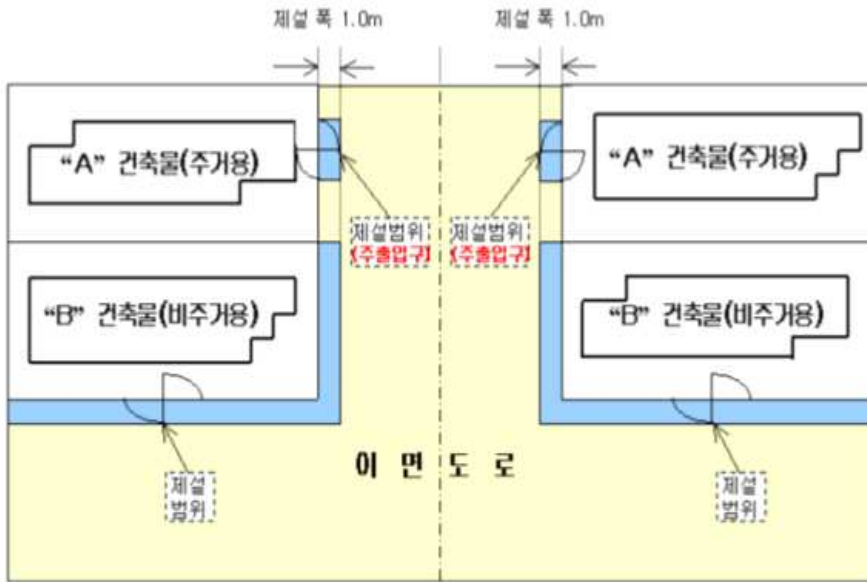 제설 폭 1.0m
제설 폭 1.0m
“A” 건축물(주거용)
“A” 건축물(주거용)
제설범위
(주출입구)
제설범위
(주출입구)
“B” 건축물(비주거용)
“B” 건축물(비주거용)
이 면 도 로
제설
범위
제설
범위